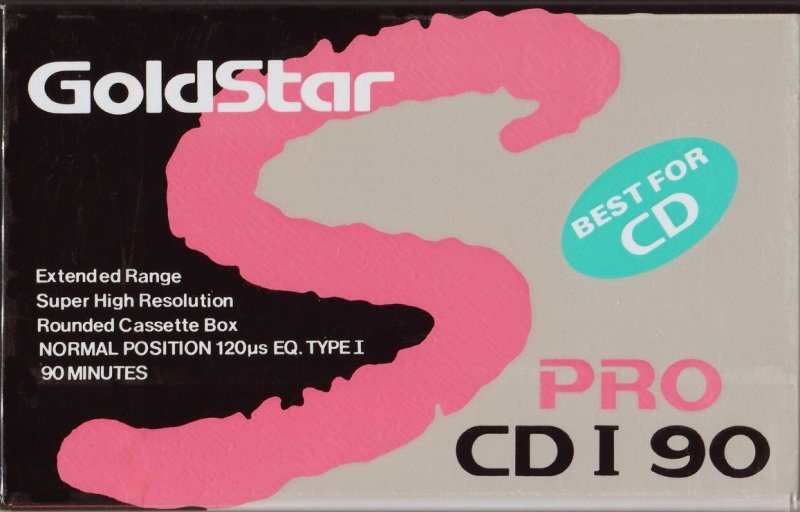 GoldStar
BEST FOR
CD
Extended Range
Super High Resolution
Rounded Cassette Box
NORMAL POSITION 120µs EQ. TYPE I
90 MINUTES
PRO
CD I 90